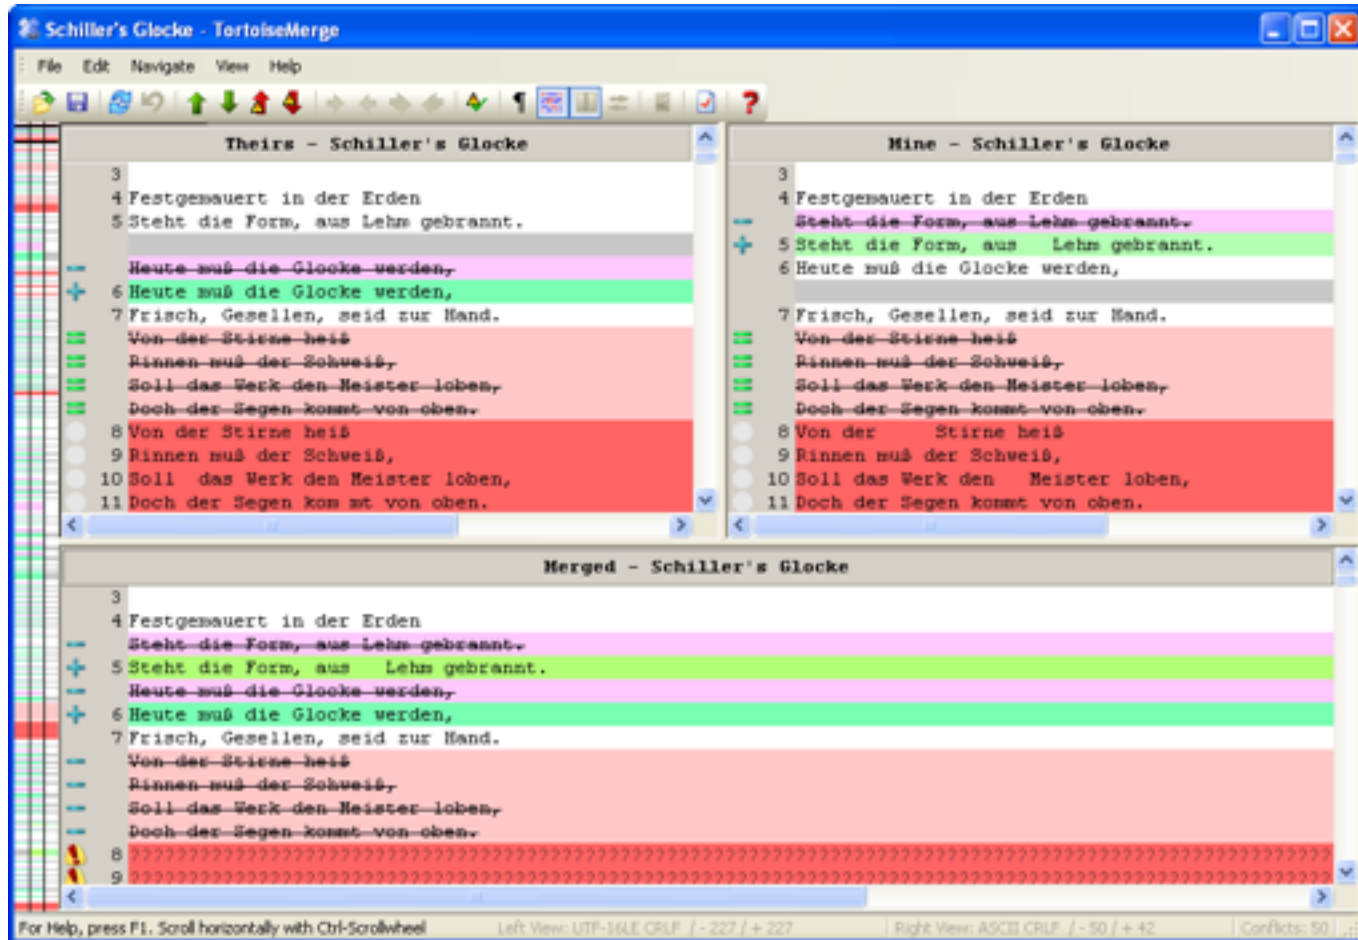 Schiller's Glocke - TortoiseMerge
File Edit Navigate View Help
Theirs - Schiller's Glocke
3
4 Festgemauert in der Erden
5 Steht die Form, aus Lehm gebrannt.
Heute muß die Glocke werden,
6 Heute muß die Glocke werden,
7 Frisch, Gesellen, seid zur Hand.
Von der Stirne heiß
Rinnen muß der Schweiß,
Soll das Werk den Meister loben,
Doch der Segen kommt von oben.
8 Von der Stirne heiß
9 Rinnen muß der Schweiß,
10 Soll  das Werk den Meister loben,
11 Doch der Segen kom mt von oben.
Mine - Schiller's Glocke
3
4 Festgemauert in der Erden
Steht die Form, aus Lehm gebrannt.
5 Steht die Form, aus   Lehm gebrannt.
6 Heute muß die Glocke werden,
7 Frisch, Gesellen, seid zur Hand.
Von der Stirne heiß
Rinnen muß der Schweiß,
Soll das Werk den Meister loben,
Doch der Segen kommt von oben.
8 Von der     Stirne heiß
9 Rinnen muß der Schweiß,
10 Soll das Werk den   Meister loben,
11 Doch der Segen kommt von oben.
Merged - Schiller's Glocke
3
4 Festgemauert in der Erden
Steht die Form, aus Lehm gebrannt.
5 Steht die Form, aus   Lehm gebrannt.
Heute muß die Glocke werden,
6 Heute muß die Glocke werden,
7 Frisch, Gesellen, seid zur Hand.
Von der Stirne heiß
Rinnen muß der Schweiß,
Soll das Werk den Meister loben,
Doch der Segen kommt von oben.
8 ????????????????????????????????????????????????????????????????????????????????????????????????????
9 ????????????????????????????????????????????????????????????????????????????????????????????????????
For Help, press F1. Scroll horizontally with Ctrl-Scrollwheel Left View: UTF-16LE CRLF / - 227 / + 227 Right View: ASCII CRLF / - 50 / + 42 Conflicts: 50